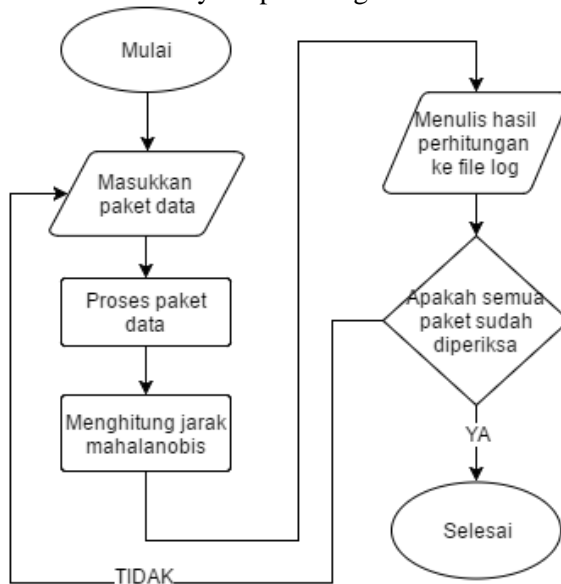 Mulai
Masukkan
paket data
Proses paket
data
Menghitung jarak
mahalanobis
Menulis hasil
perhitungan
ke file log
Apakah semua
paket sudah
diperiksa
YA
Selesai
TIDAK